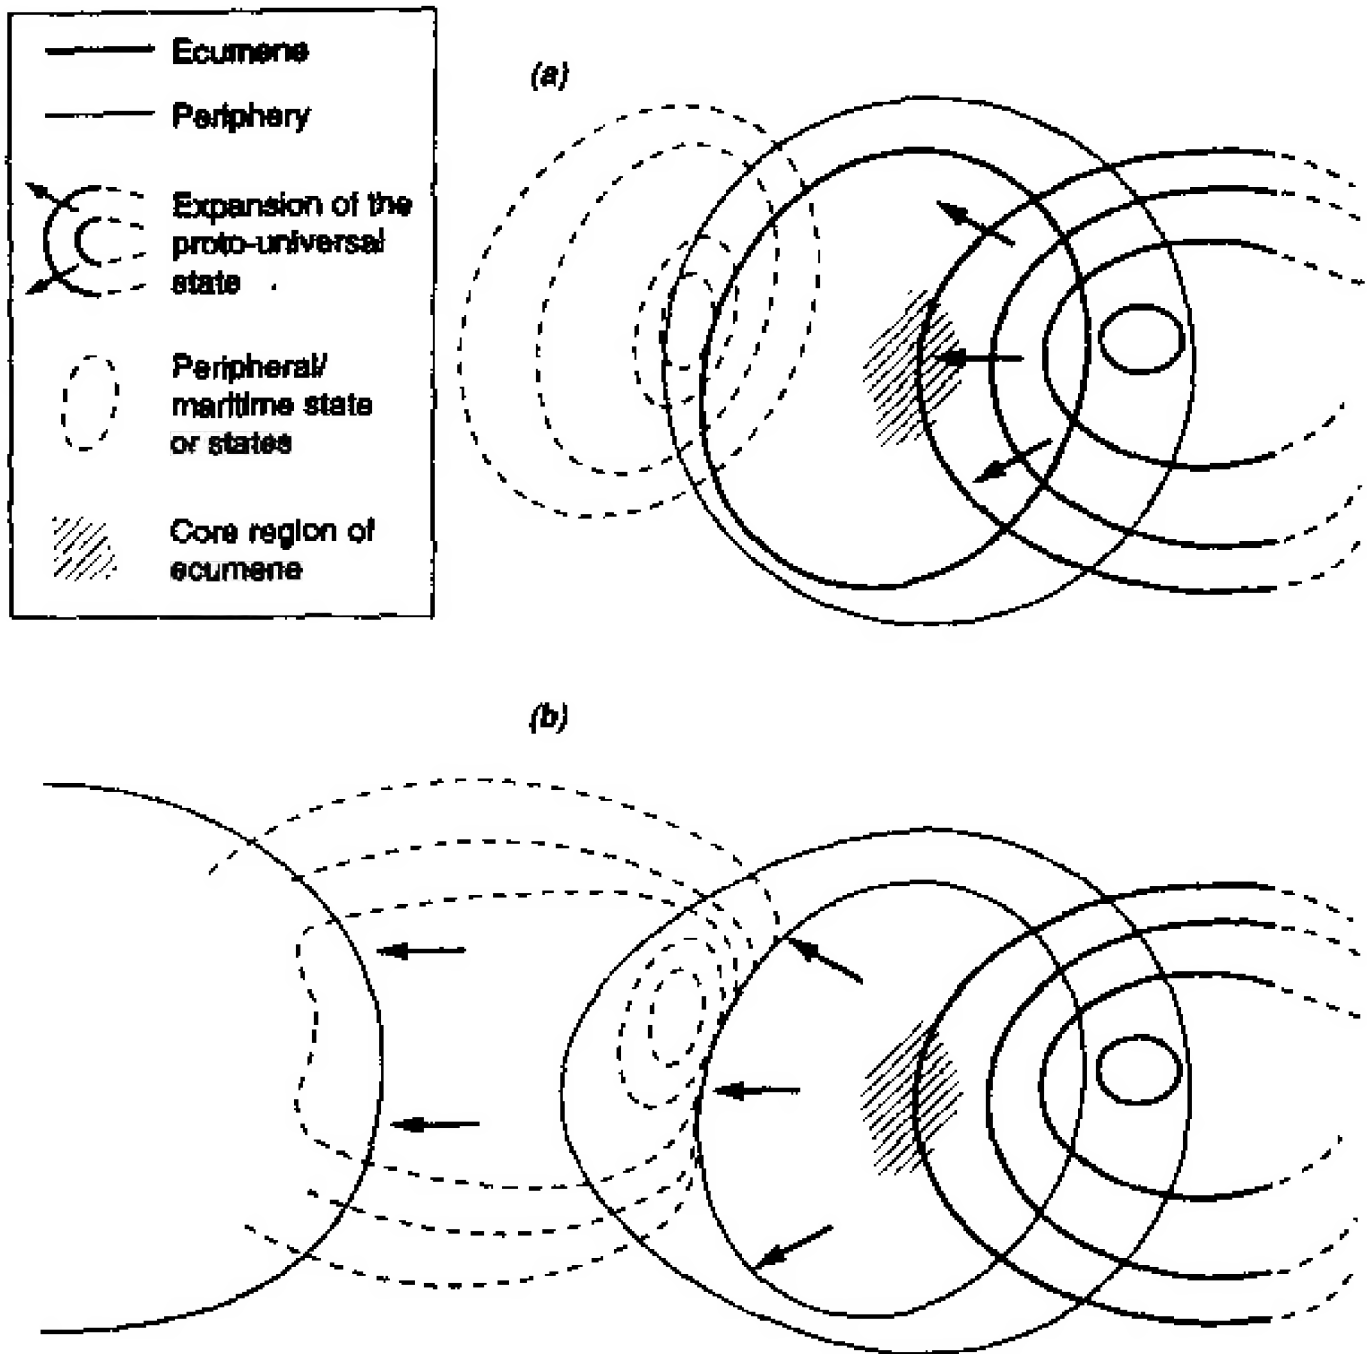 Ecumene
Periphery
Expansion of the
proto-universal
state
Peripheral/
maritime state
or states
Core region of
ecumene
(a)
(b)